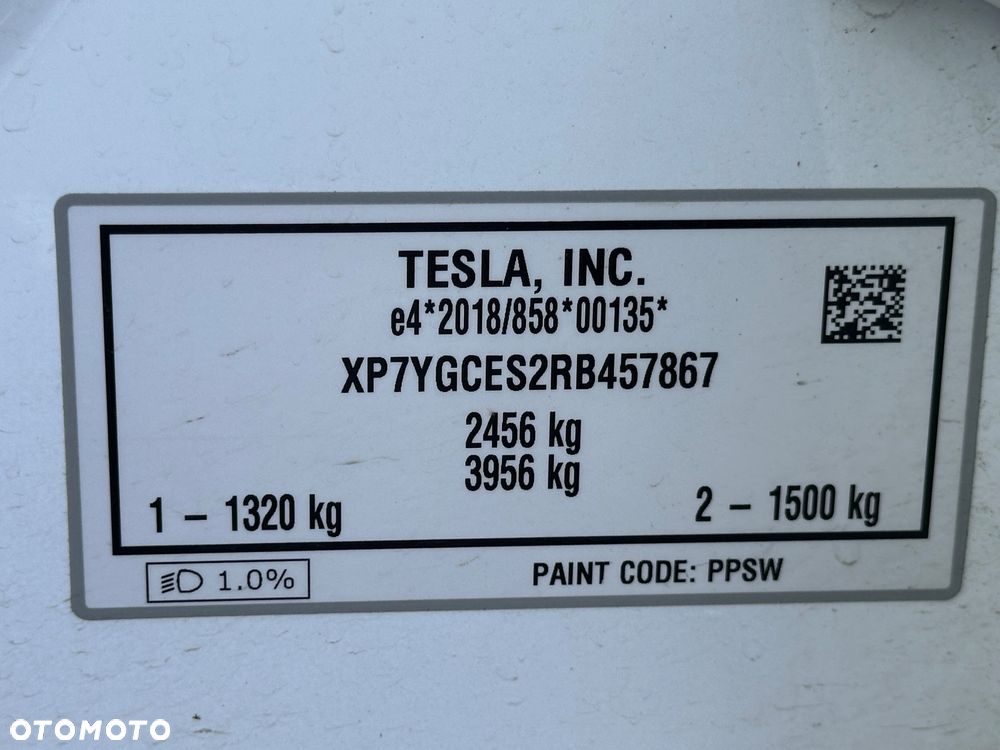 TESLA, INC.
e4*2018/858*00135*
XP7YGCES2RB457867
2456 kg
3956 kg
1 – 1320 kg
2 – 1500 kg
1.0%
PAINT CODE: PPSW
OTOMOTO